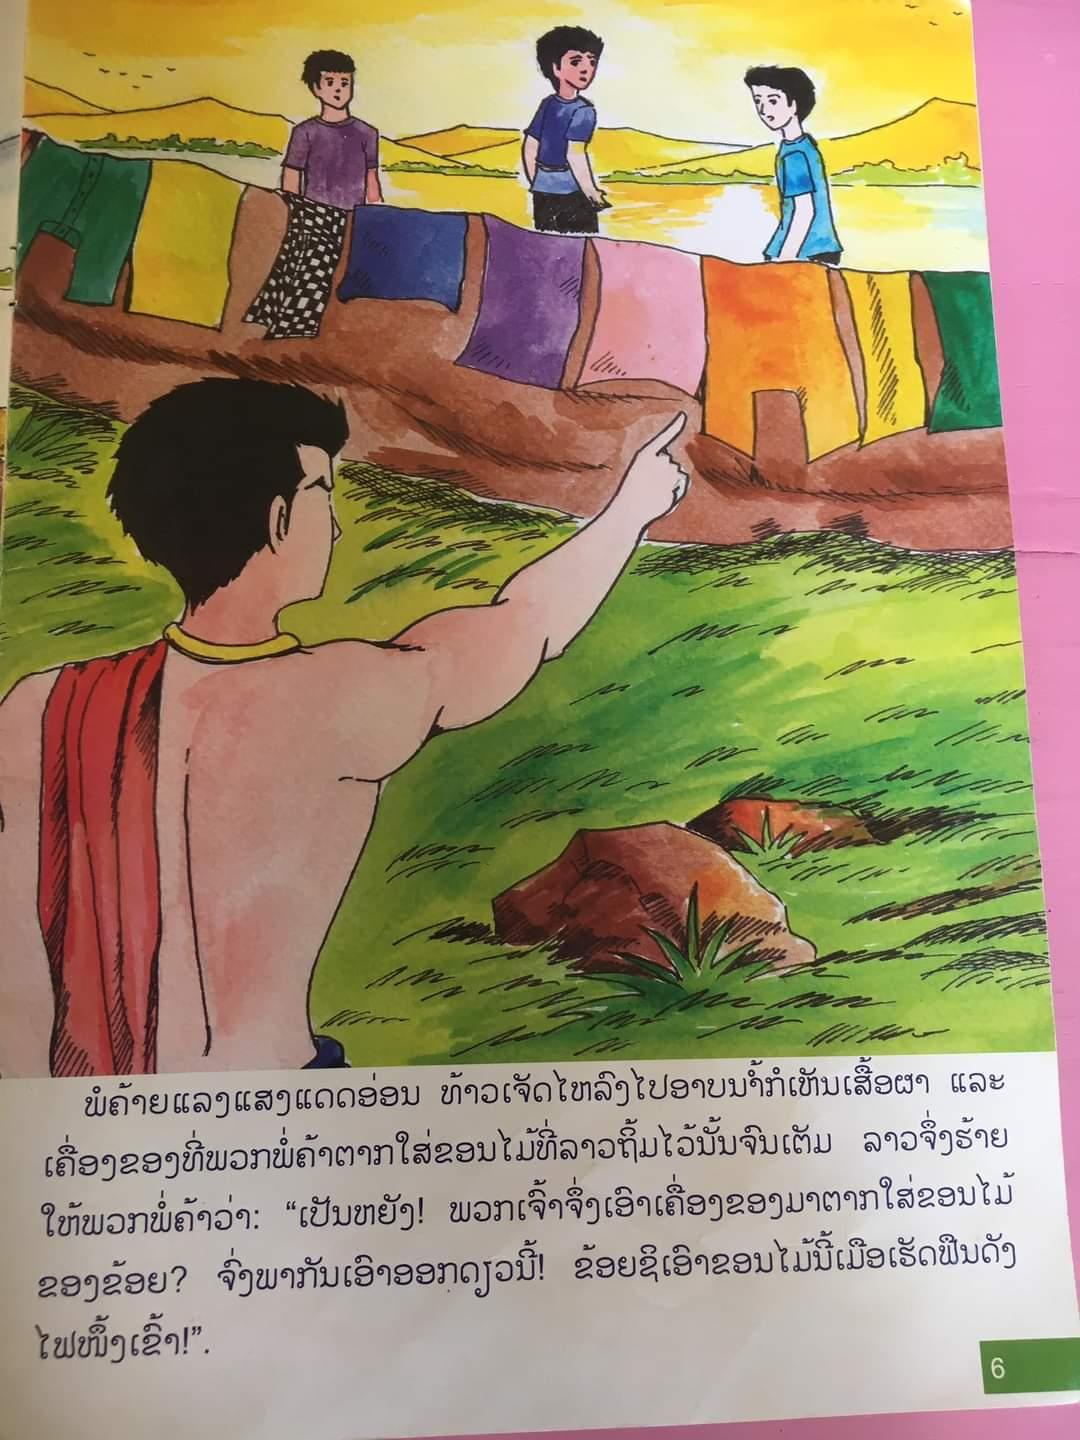 ພໍຄ້າຍແລງແສງແດດອ່ອນ ທ້າວເຈັດໄຫລົງໄປອາບນ້ຳກໍເຫັນເສື້ອຜາ ແລະ
ເຄື່ອງຂອງທີ່ພວກພໍ່ຄ້າຕາກໃສ່ຂອນໄມ້ທີ່ລາວຖິ້ມໄວ້ນັ້ນຈົນເຕັມ ລາວຈຶ່ງຮ້າຍ
ໃຫ້ພວກພໍ່ຄ້າວ່າ: “ເປັນຫຍັງ! ພວກເຈົ້າຈຶ່ງເອົາເຄື່ອງຂອງມາຕາກໃສ່ຂອນໄມ້
ຂອງຂ້ອຍ? ຈົ່ງພາກັນເອົາອອກດຽວນີ້! ຂ້ອຍຊິເອົາຂອນໄມ້ນີ້ເມືອເຮັດຟືນດັງ
ໄຟໜຶ້ງເຂົ້າ!”.
6